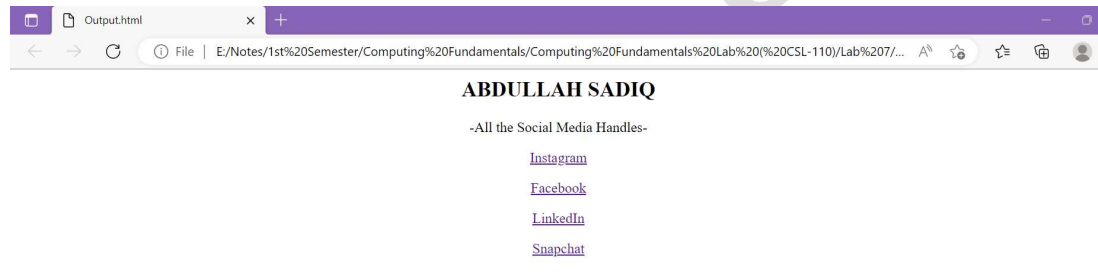 Output.html
File | E:/Notes/1st%20Semester/Computing%20Fundamentals/Computing%20Fundamentals%20Lab%20(%20CSL-110)/Lab%207/...
ABDULLAH SADIQ
-All the Social Media Handles-
Instagram
Facebook
LinkedIn
Snapchat